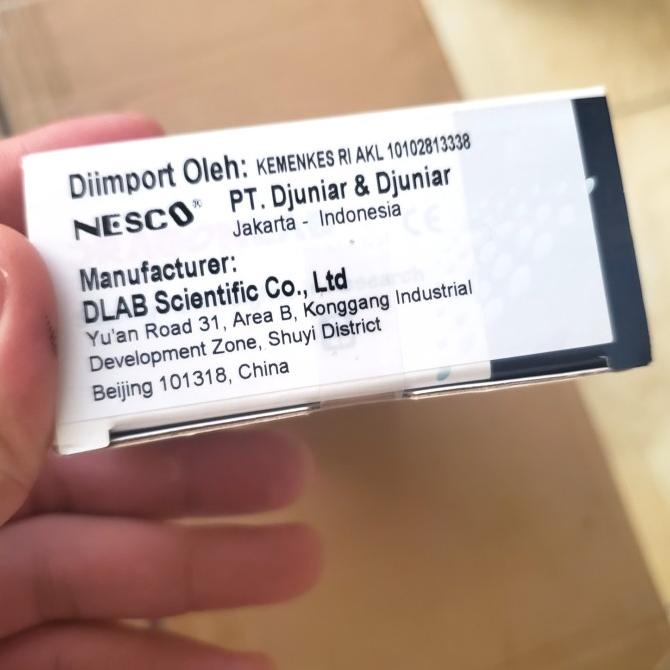 Diimport Oleh: KEMENKES RI AKL 10102813338
NESCO® PT. Djuniar & Djuniar
Jakarta - Indonesia
Manufacturer:
DLAB Scientific Co., Ltd
Yu'an Road 31, Area B, Konggang Industrial
Development Zone, Shuyi District
Beijing 101318, China